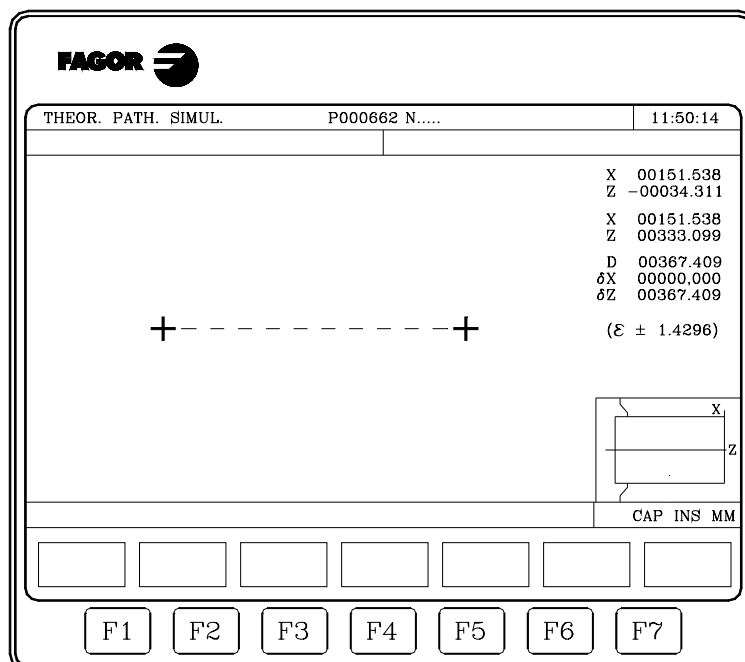 FAGOR
THEOR. PATH. SIMUL. P000662 N..... 11:50:14
X 00151.538
Z -00034.311
X 00151.538
Z 00333.099
D 00367.409
δX 00000,000
δZ 00367.409
(ε ± 1.4296)
X
Z
CAP INS MM
F1 F2 F3 F4 F5 F6 F7